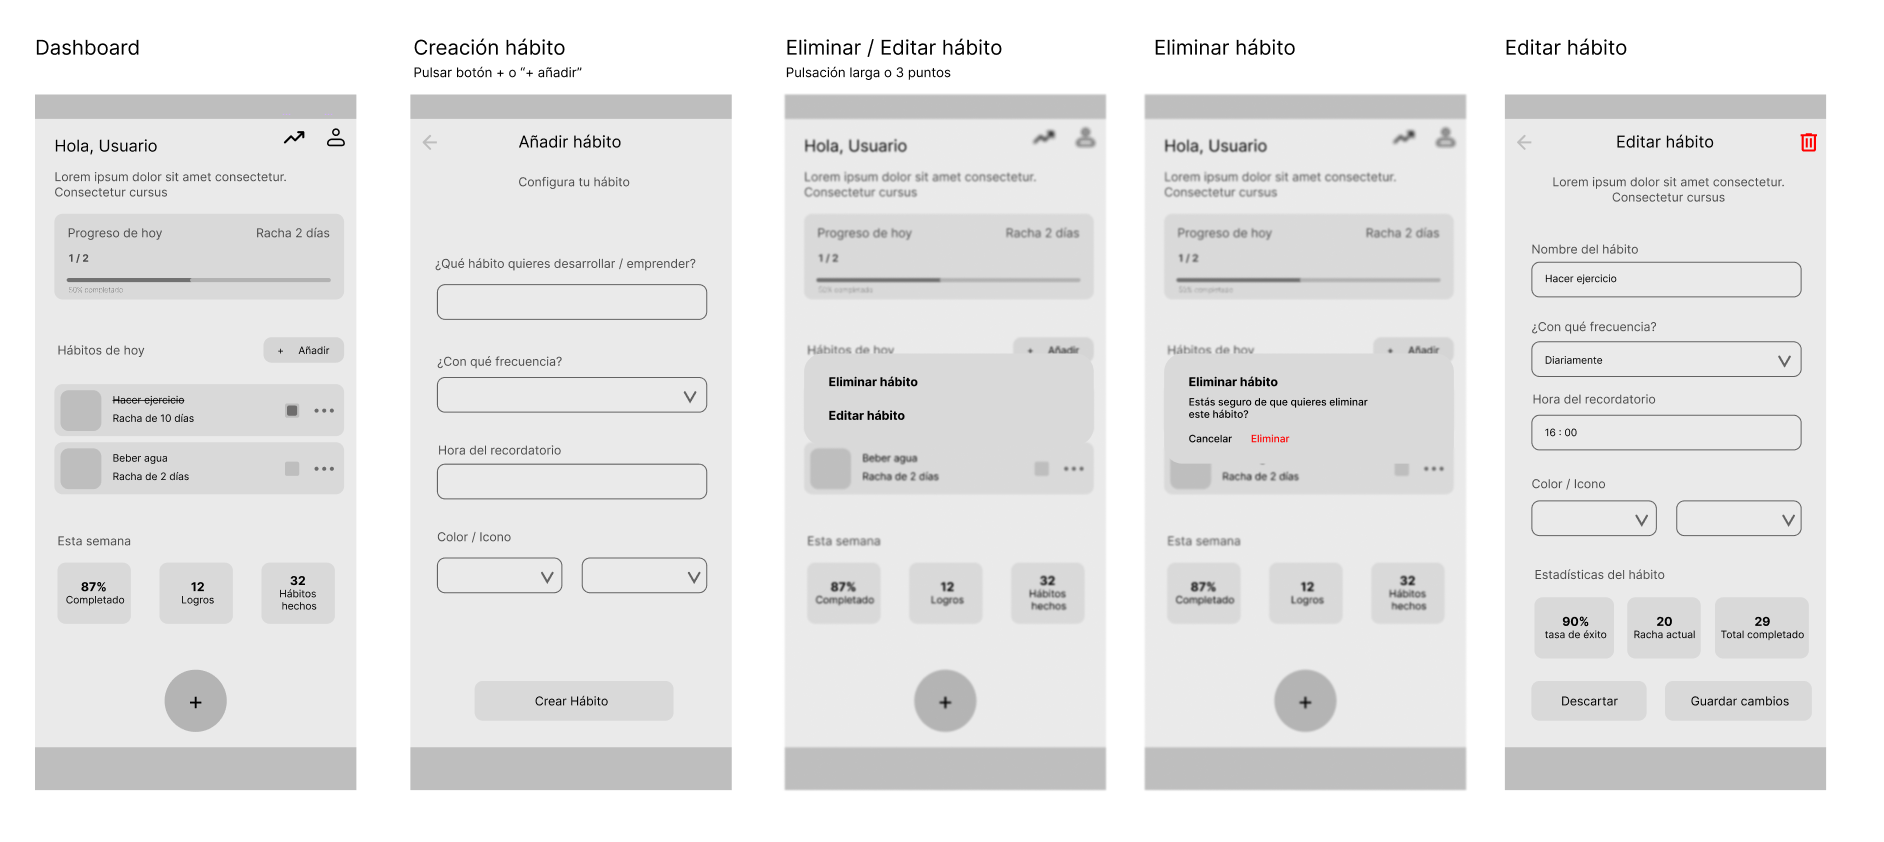 Dashboard
Hola, Usuario
Lorem ipsum dolor sit amet consectetur.
Consectetur cursus
Progreso de hoy
Racha 2 días
1 / 2
50% completado
Hábitos de hoy
+ Añadir
Hacer ejercicio
Racha de 10 días
Beber agua
Racha de 2 días
Esta semana
87%
Completado
12
Logros
32
Hábitos
hechos
+
Creación hábito
Pulsar botón + o “+ añadir”
Añadir hábito
Configura tu hábito
¿Qué hábito quieres desarrollar / emprender?
¿Con qué frecuencia?
Hora del recordatorio
Color / Icono
Crear Hábito
Eliminar / Editar hábito
Pulsación larga o 3 puntos
Hola, Usuario
Lorem ipsum dolor sit amet consectetur.
Consectetur cursus
Progreso de hoy
Racha 2 días
1 / 2
50% completado
Hábitos de hoy
+ Añadir
Eliminar hábito
Editar hábito
Beber agua
Racha de 2 días
Esta semana
87%
Completado
12
Logros
32
Hábitos
hechos
+
Eliminar hábito
Hola, Usuario
Lorem ipsum dolor sit amet consectetur.
Consectetur cursus
Progreso de hoy
Racha 2 días
1 / 2
50% completado
Hábitos de hoy
+ Añadir
Eliminar hábito
Estás seguro de que quieres eliminar
este hábito?
Cancelar
Eliminar
Racha de 2 días
Esta semana
87%
Completado
12
Logros
32
Hábitos
hechos
+
Editar hábito
Editar hábito
Lorem ipsum dolor sit amet consectetur.
Consectetur cursus
Nombre del hábito
Hacer ejercicio
¿Con qué frecuencia?
Diariamente
Hora del recordatorio
16 : 00
Color / Icono
Estadísticas del hábito
90%
tasa de éxito
20
Racha actual
29
Total completado
Descartar
Guardar cambios